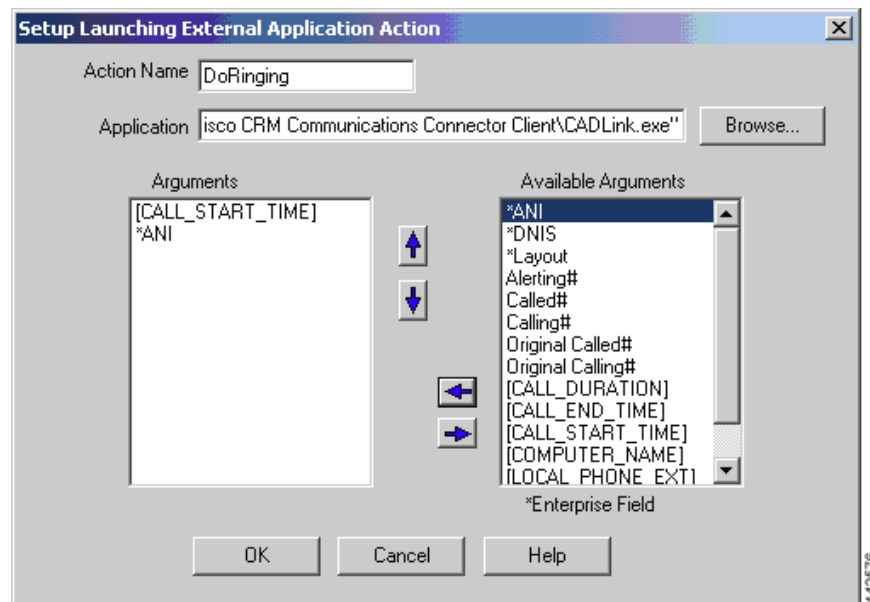 Setup Launching External Application Action
Action Name DoRinging
Application isco CRM Communications Connector Client\CADLink.exe" Browse...
Arguments
[CALL_START_TIME]
*ANI
Available Arguments
*ANI
*DNIS
*Layout
Alerting#
Called#
Calling#
Original Called#
Original Calling#
[CALL_DURATION]
[CALL_END_TIME]
[CALL_START_TIME]
[COMPUTER_NAME]
[LOCAL_PHONE_EXT]
*Enterprise Field
OK Cancel Help